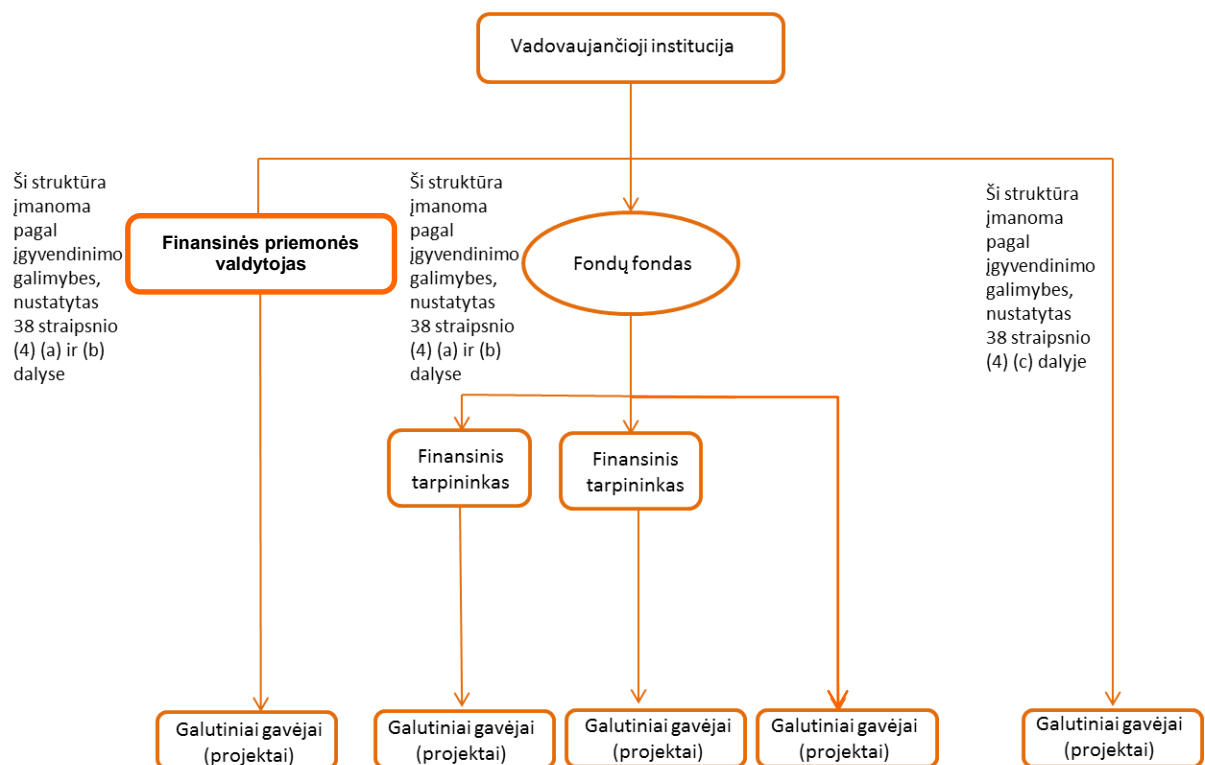 Vadovaujančioji institucija
Ši struktūra
įmanoma
pagal
įgyvendinimo
galimybes,
nustatytas
38 straipsnio
(4) (a) ir (b)
dalyse
Finansinės priemonės
valdytojas
Ši struktūra
įmanoma
pagal
įgyvendinimo
galimybes,
nustatytas
38 straipsnio
(4) (a) ir (b)
dalyse
Fondų fondas
Ši struktūra
įmanoma
pagal
įgyvendinimo
galimybes,
nustatytas
38 straipsnio
(4) (c) dalyje
Finansinis
tarpininkas
Finansinis
tarpininkas
Galutiniai gavėjai
(projektai)
Galutiniai gavėjai
(projektai)
Galutiniai gavėjai
(projektai)
Galutiniai gavėjai
(projektai)
Galutiniai gavėjai
(projektai)